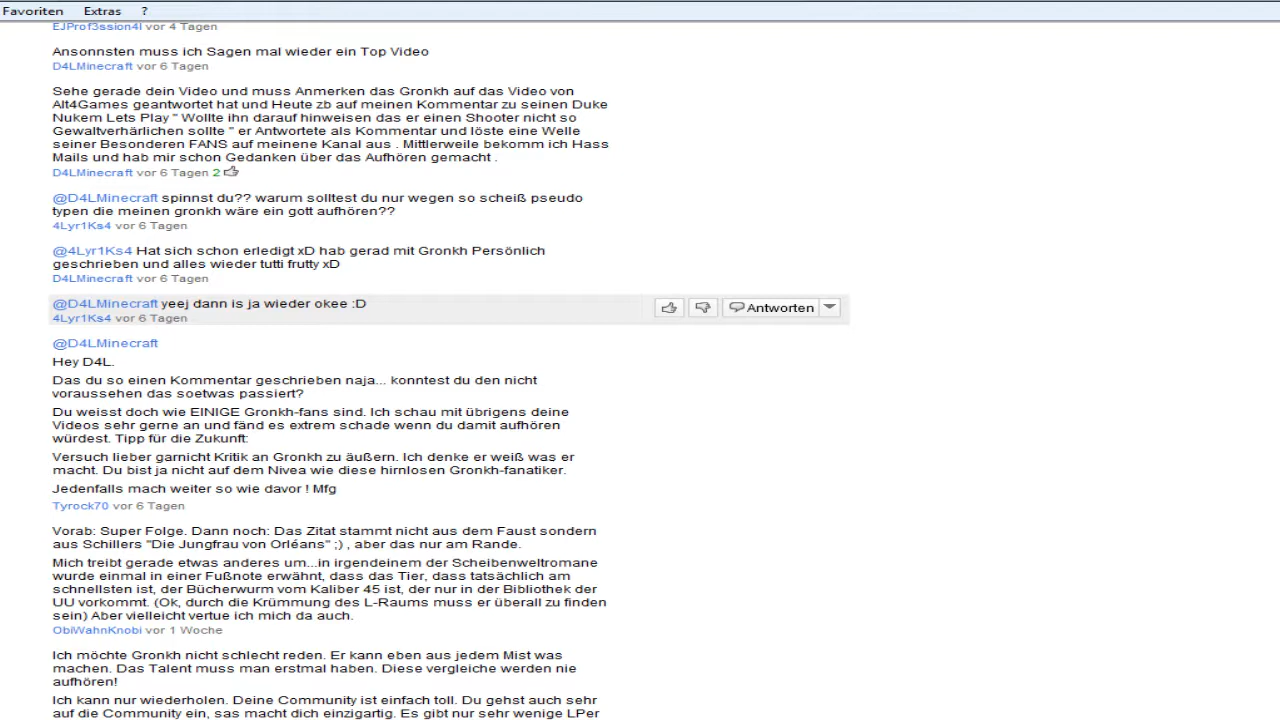 Favoriten Extras ?
EJProf3ssion4l vor 4 Tagen
Ansonnsten muss ich Sagen mal wieder ein Top Video
D4LMinecraft vor 6 Tagen
Sehe gerade dein Video und muss Anmerken das Gronkh auf das Video von
Alt4Games geantwortet hat und Heute zb auf meinen Kommentar zu seinen Duke
Nukem Lets Play " Wollte ihn darauf hinweisen das er einen Shooter nicht so
Gewaltverhärlichen sollte " er Antwortete als Kommentar und löste eine Welle
seiner Besonderen FANS auf meinene Kanal aus . Mittlerweile bekomm ich Hass
Mails und hab mir schon Gedanken über das Aufhören gemacht .
D4LMinecraft vor 6 Tagen 2
@D4LMinecraft spinnst du?? warum solltest du nur wegen so scheiß pseudo
typen die meinen gronkh wäre ein gott aufhören??
4Lyr1Ks4 vor 6 Tagen
@4Lyr1Ks4 Hat sich schon erledigt xD hab gerad mit Gronkh Persönlich
geschrieben und alles wieder tutti frutty xD
D4LMinecraft vor 6 Tagen
@D4LMinecraft yeej dann is ja wieder okee :D
Antworten
4Lyr1Ks4 vor 6 Tagen
@D4LMinecraft
Hey D4L.
Das du so einen Kommentar geschrieben naja... konntest du den nicht
voraussehen das soetwas passiert?
Du weisst doch wie EINIGE Gronkh-fans sind. Ich schau mit übrigens deine
Videos sehr gerne an und fänd es extrem schade wenn du damit aufhören
würdest. Tipp für die Zukunft:
Versuch lieber garnicht Kritik an Gronkh zu äußern. Ich denke er weiß was er
macht. Du bist ja nicht auf dem Nivea wie diese hirnlosen Gronkh-fanatiker.
Jedenfalls mach weiter so wie davor ! Mfg
Tyrock70 vor 6 Tagen
Vorab: Super Folge. Dann noch: Das Zitat stammt nicht aus dem Faust sondern
aus Schillers "Die Jungfrau von Orléans" ;) , aber das nur am Rande.
Mich treibt gerade etwas anderes um...in irgendeinem der Scheibenweltromane
wurde einmal in einer Fußnote erwähnt, dass das Tier, dass tatsächlich am
schnellsten ist, der Bücherwurm vom Kaliber 45 ist, der nur in der Bibliothek der
UU vorkommt. (Ok, durch die Krümmung des L-Raums muss er überall zu finden
sein) Aber vielleicht vertue ich mich da auch.
ObiWahnKnobi vor 1 Woche
Ich möchte Gronkh nicht schlecht reden. Er kann eben aus jedem Mist was
machen. Das Talent muss man erstmal haben. Diese vergleiche werden nie
aufhören!
Ich kann nur wiederholen. Deine Community ist einfach toll. Du gehst auch sehr
auf die Community ein, sas macht dich einzigartig. Es gibt nur sehr wenige LPer